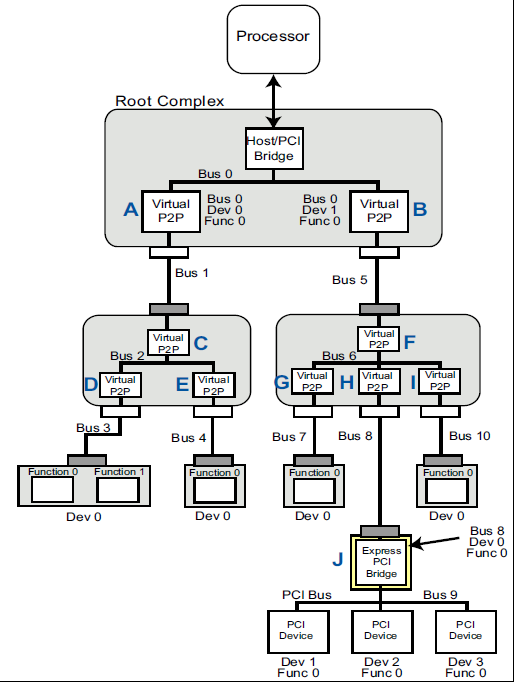 Processor
Root Complex
Host/PCI
Bridge
Bus 0
A
Virtual
P2P
Bus 0
Dev 0
Func 0
Bus 0
Dev 1
Func 0
Virtual
P2P
B
Bus 1
Bus 5
Virtual
P2P
C
Bus 2
D
Virtual
P2P
E
Virtual
P2P
Virtual
P2P
F
Bus 6
G
Virtual
P2P
H
Virtual
P2P
I
Virtual
P2P
Bus 3
Bus 4
Bus 7
Bus 8
Bus 10
Function 0
Function 1
Dev 0
Function 0
Dev 0
Function 0
Dev 0
Function 0
Dev 0
J
Express
PCI
Bridge
Bus 8
Dev 0
Func 0
PCI Bus
Bus 9
PCI
Device
PCI
Device
PCI
Device
Dev 1
Func 0
Dev 2
Func 0
Dev 3
Func 0